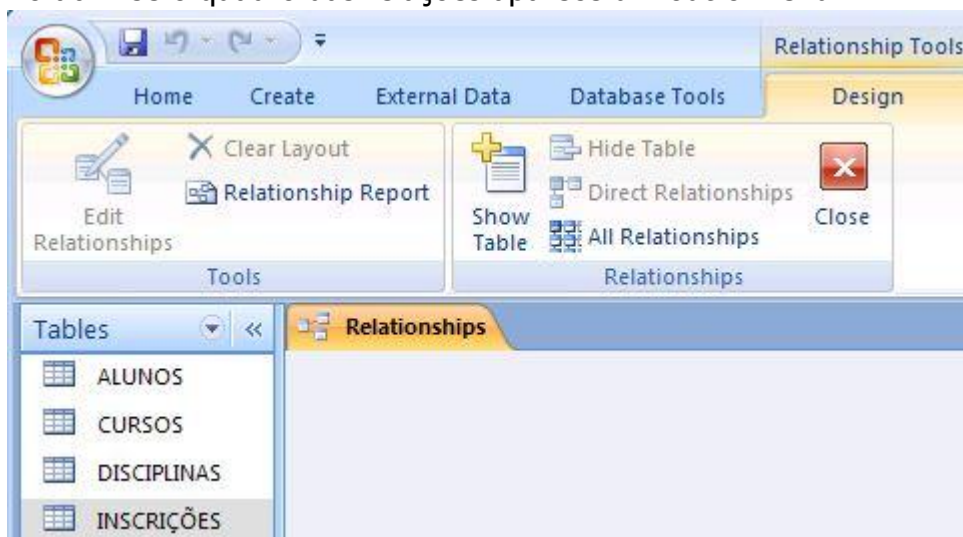 Relationship Tools
Home Create External Data Database Tools Design
Clear Layout
Relationship Report
Edit
Relationships
Tools
Show
Table
Hide Table
Direct Relationships
All Relationships
Close
Relationships
Tables
Relationships
ALUNOS
CURSOS
DISCIPLINAS
INSCRIÇÕES